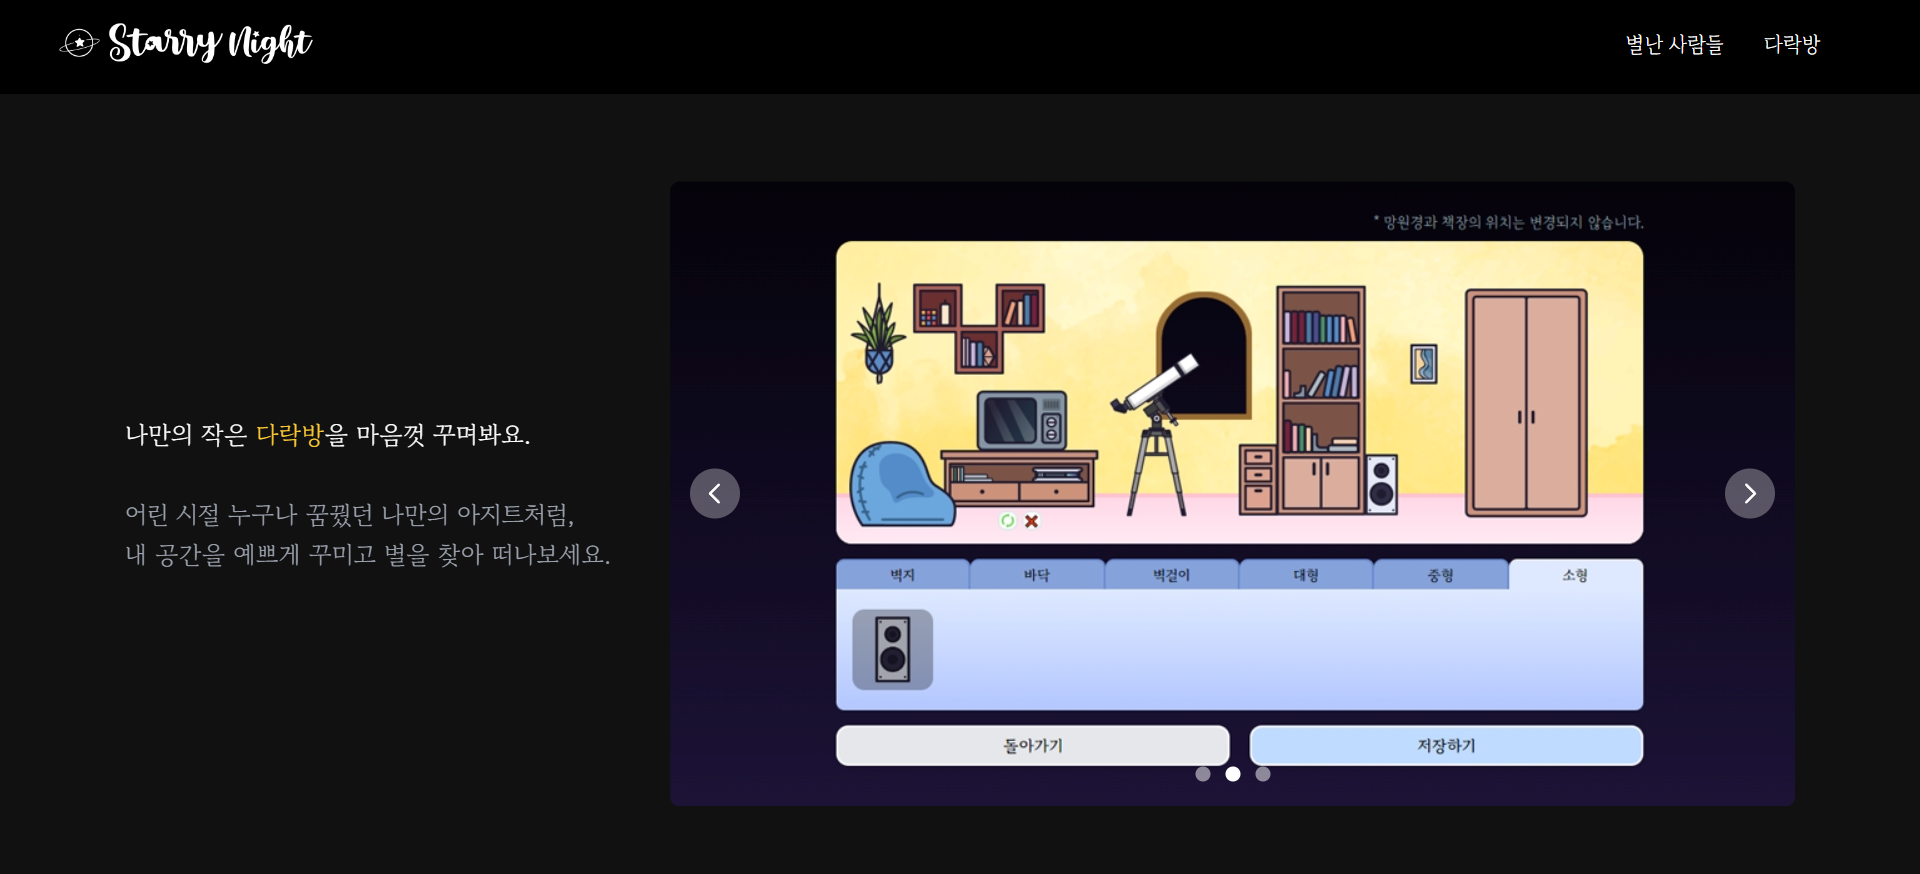 Starry Night
별난 사람들
다락방
* 망원경과 책장의 위치는 변경되지 않습니다.
나만의 작은 다락방을 마음껏 꾸며봐요.
어린 시절 누구나 꿈꿨던 나만의 아지트처럼,
내 공간을 예쁘게 꾸미고 별을 찾아 떠나보세요.
벽지
바닥
벽걸이
대형
중형
소형
돌아가기
저장하기